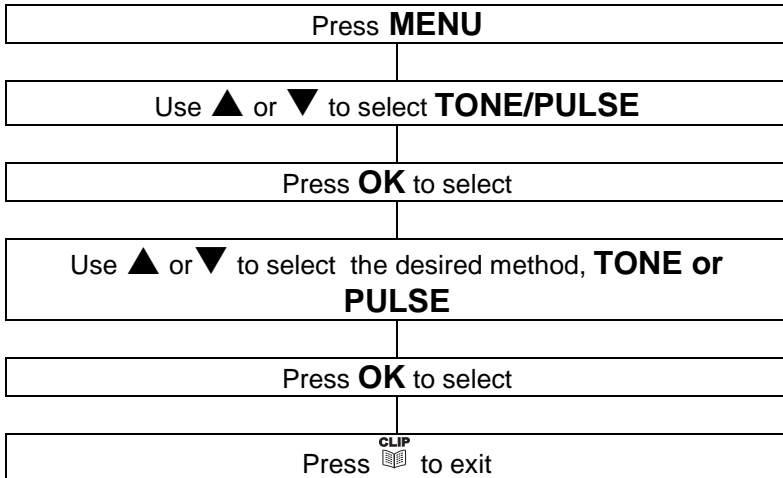 Press MENU
Use ▲ or ▼ to select TONE/PULSE
Press OK to select
Use ▲ or ▼ to select the desired method, TONE or
PULSE
Press OK to select
CLIP
Press to exit